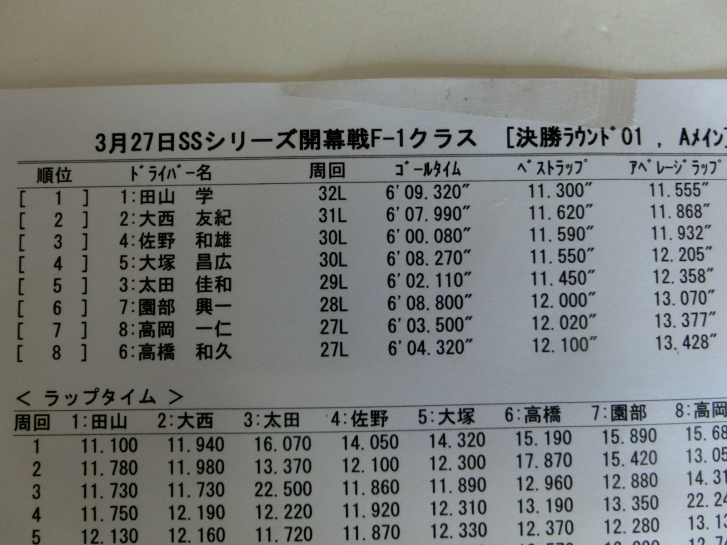 3月27日SSシリーズ開幕戦F-1クラス [決勝ﾗｳﾝﾄﾞ01 , Aﾒｲﾝ]
順位 ﾄﾞﾗｲﾊﾞｰ名 周回 ｺﾞｰﾙﾀｲﾑ ﾍﾞｽﾄﾗｯﾌﾟ ｱﾍﾞﾚｰｼﾞﾗｯﾌﾟ
[ 1 ] 1:田山 学 32L 6'09.320" 11.300" 11.555"
[ 2 ] 2:大西 友紀 31L 6'07.990" 11.620" 11.868"
[ 3 ] 4:佐野 和雄 30L 6'00.080" 11.590" 11.932"
[ 4 ] 5:大塚 昌広 30L 6'08.270" 11.550" 12.205"
[ 5 ] 3:太田 佳和 29L 6'02.110" 11.450" 12.358"
[ 6 ] 7:園部 興一 28L 6'08.800" 12.000" 13.070"
[ 7 ] 8:高岡 一仁 27L 6'03.500" 12.020" 13.377"
[ 8 ] 6:高橋 和久 27L 6'04.320" 12.100" 13.428"
< ラップタイム >
周回 1:田山 2:大西 3:太田 4:佐野 5:大塚 6:高橋 7:園部 8:高岡
1 11.100 11.940 16.070 14.050 14.320 15.190 15.890 15.68
2 11.780 11.980 13.370 12.100 12.300 17.870 15.420 13.05
3 11.730 11.730 22.500 11.860 11.890 12.960 12.880 14.31
4 11.750 12.190 12.220 11.920 12.310 13.190 13.350 22.24
5 12.130 12.160 11.720 11.870 12.330 12.370 12.280 13.13